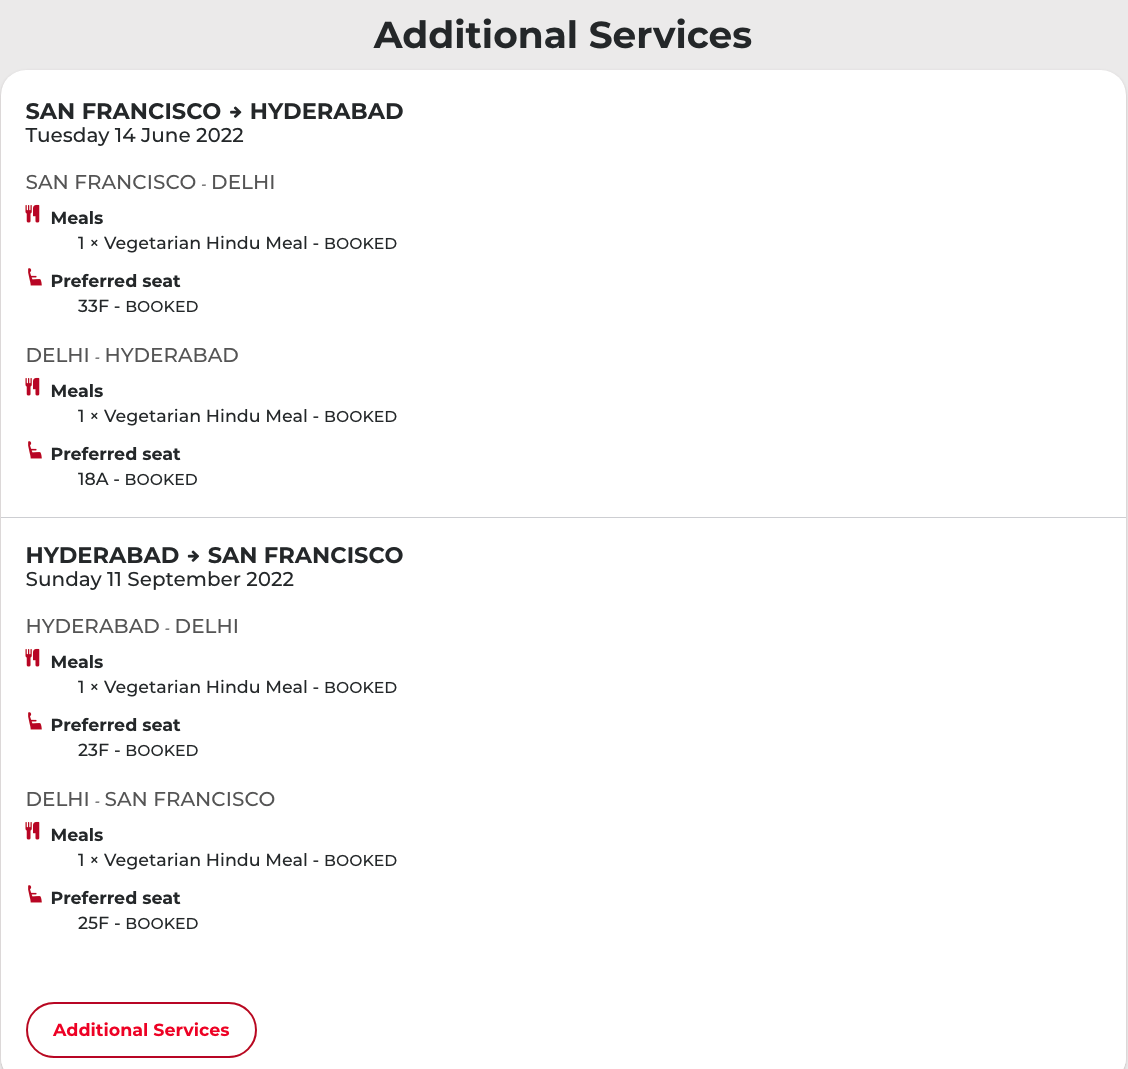 Additional Services
SAN FRANCISCO → HYDERABAD
Tuesday 14 June 2022
SAN FRANCISCO - DELHI
Meals
1 × Vegetarian Hindu Meal - BOOKED
Preferred seat
33F - BOOKED
DELHI - HYDERABAD
Meals
1 × Vegetarian Hindu Meal - BOOKED
Preferred seat
18A - BOOKED
HYDERABAD → SAN FRANCISCO
Sunday 11 September 2022
HYDERABAD - DELHI
Meals
1 × Vegetarian Hindu Meal - BOOKED
Preferred seat
23F - BOOKED
DELHI - SAN FRANCISCO
Meals
1 × Vegetarian Hindu Meal - BOOKED
Preferred seat
25F - BOOKED
Additional Services